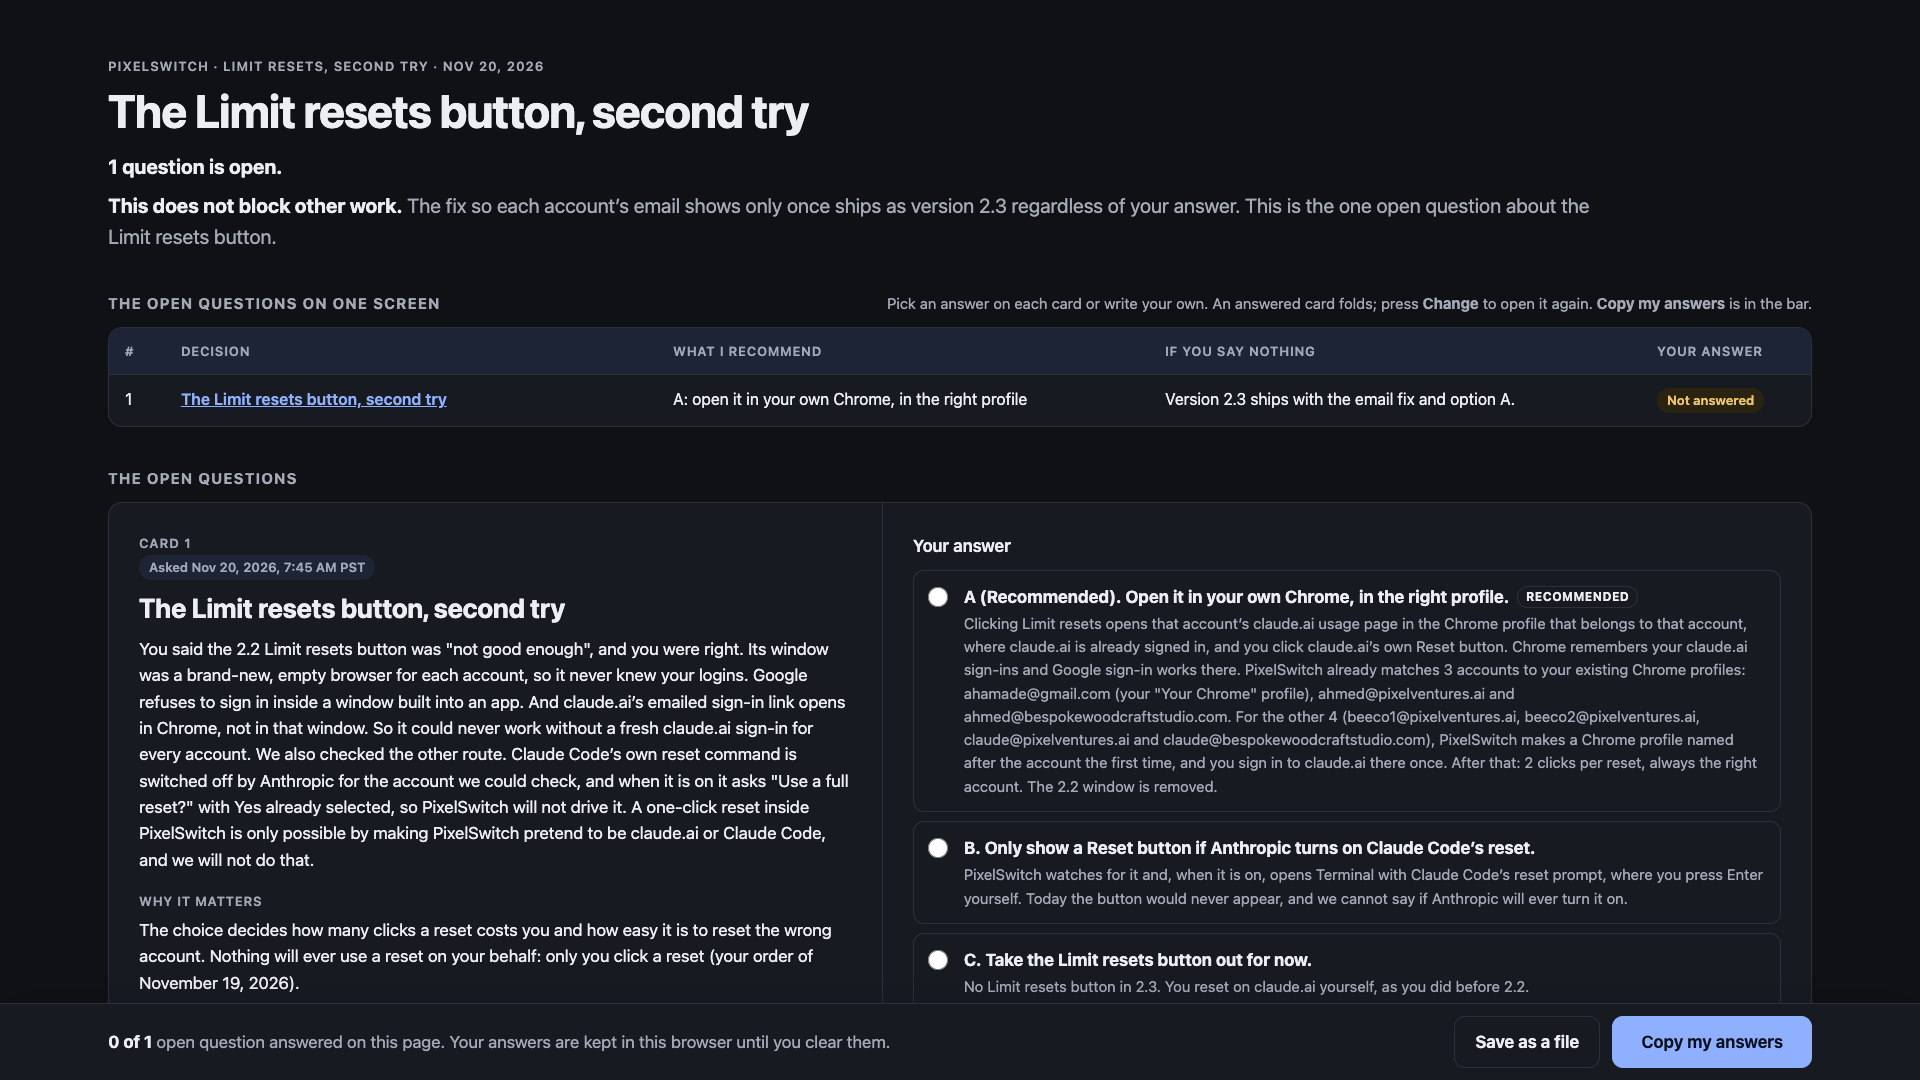 PIXELSWITCH · LIMIT RESETS, SECOND TRY · NOV 20, 2026
The Limit resets button, second try
1 question is open.
This does not block other work. The fix so each account’s email shows only once ships as version 2.3 regardless of your answer. This is the one open question about the
Limit resets button.
THE OPEN QUESTIONS ON ONE SCREEN
Pick an answer on each card or write your own. An answered card folds; press Change to open it again. Copy my answers is in the bar.
# DECISION WHAT I RECOMMEND IF YOU SAY NOTHING YOUR ANSWER
1 The Limit resets button, second try A: open it in your own Chrome, in the right profile Version 2.3 ships with the email fix and option A. Not answered
THE OPEN QUESTIONS
CARD 1
Asked Nov 20, 2026, 7:45 AM PST
The Limit resets button, second try
You said the 2.2 Limit resets button was "not good enough", and you were right. Its window
was a brand-new, empty browser for each account, so it never knew your logins. Google
refuses to sign in inside a window built into an app. And claude.ai’s emailed sign-in link opens
in Chrome, not in that window. So it could never work without a fresh claude.ai sign-in for
every account. We also checked the other route. Claude Code’s own reset command is
switched off by Anthropic for the account we could check, and when it is on it asks "Use a full
reset?" with Yes already selected, so PixelSwitch will not drive it. A one-click reset inside
PixelSwitch is only possible by making PixelSwitch pretend to be claude.ai or Claude Code,
and we will not do that.
WHY IT MATTERS
The choice decides how many clicks a reset costs you and how easy it is to reset the wrong
account. Nothing will ever use a reset on your behalf: only you click a reset (your order of
November 19, 2026).
Your answer
A (Recommended). Open it in your own Chrome, in the right profile. RECOMMENDED
Clicking Limit resets opens that account’s claude.ai usage page in the Chrome profile that belongs to that account,
where claude.ai is already signed in, and you click claude.ai’s own Reset button. Chrome remembers your claude.ai
sign-ins and Google sign-in works there. PixelSwitch already matches 3 accounts to your existing Chrome profiles:
ahamade@gmail.com (your "Your Chrome" profile), ahmed@pixelventures.ai and
ahmed@bespokewoodcraftstudio.com. For the other 4 (beeco1@pixelventures.ai, beeco2@pixelventures.ai,
claude@pixelventures.ai and claude@bespokewoodcraftstudio.com), PixelSwitch makes a Chrome profile named
after the account the first time, and you sign in to claude.ai there once. After that: 2 clicks per reset, always the right
account. The 2.2 window is removed.
B. Only show a Reset button if Anthropic turns on Claude Code’s reset.
PixelSwitch watches for it and, when it is on, opens Terminal with Claude Code’s reset prompt, where you press Enter
yourself. Today the button would never appear, and we cannot say if Anthropic will ever turn it on.
C. Take the Limit resets button out for now.
No Limit resets button in 2.3. You reset on claude.ai yourself, as you did before 2.2.
0 of 1 open question answered on this page. Your answers are kept in this browser until you clear them.
Save as a file
Copy my answers